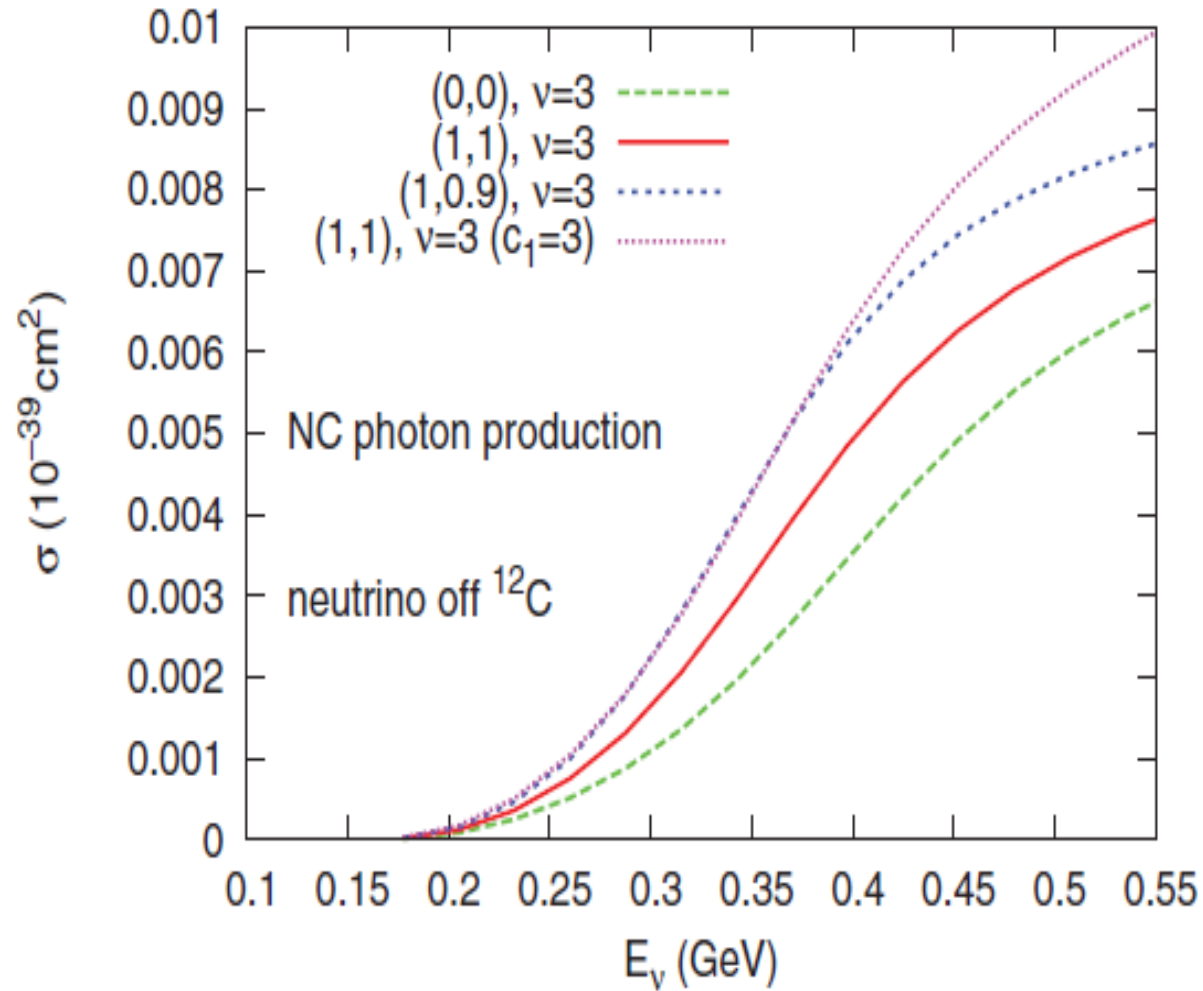 0.01
0.009
0.008
0.007
0.006
0.005
0.004
0.003
0.002
0.001
0
σ (10⁻³⁹cm²)
(0,0), ν=3
(1,1), ν=3
(1,0.9), ν=3
(1,1), ν=3 (c₁=3)
NC photon production
neutrino off ¹²C
0.1 0.15 0.2 0.25 0.3 0.35 0.4 0.45 0.5 0.55
Eᵥ (GeV)